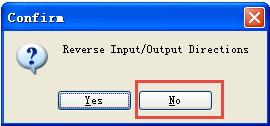 Confirm
Reverse Input/Output Directions
Yes
No